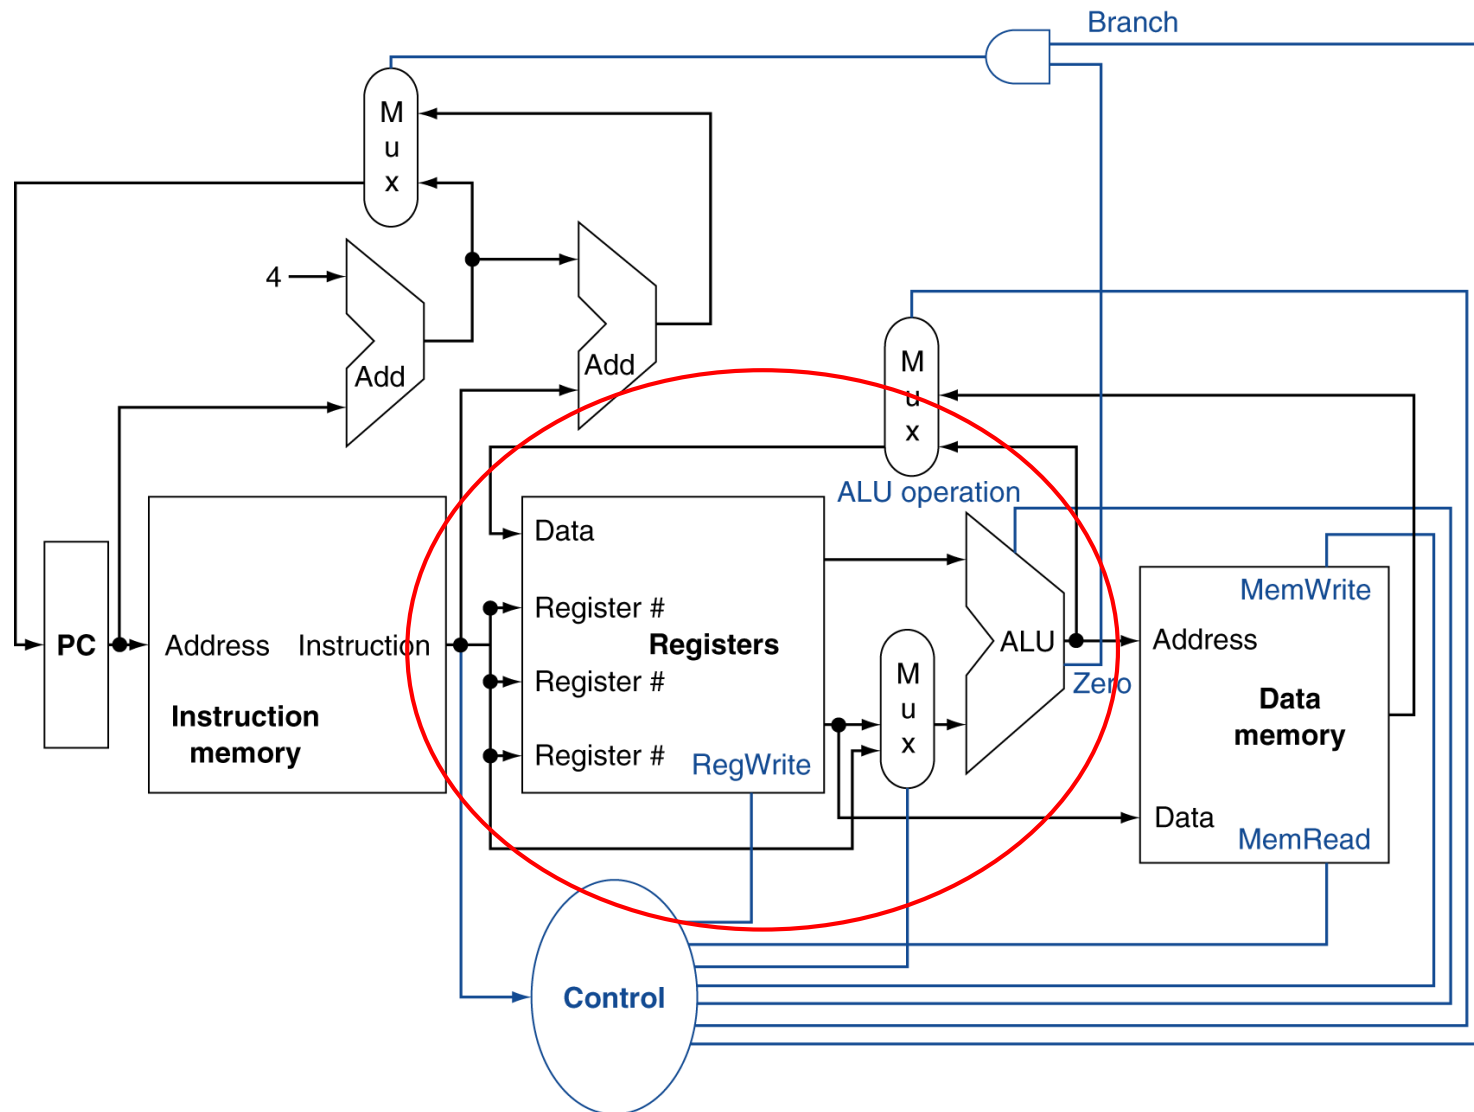 Branch
M
u
x
4
Add
Add
M
u
x
ALU operation
Data
Register #
Register #
Register #
Registers
RegWrite
PC
Address
Instruction
Instruction
memory
M
u
x
ALU
Zero
MemWrite
Address
Data
memory
Data
MemRead
Control